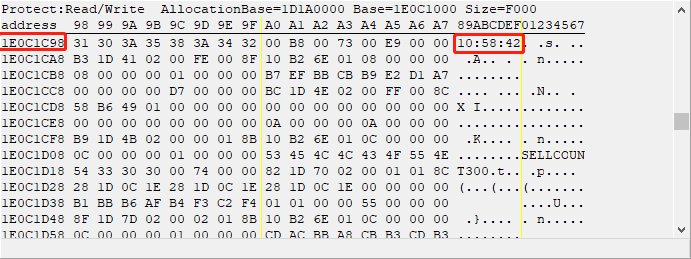 Protect:Read/Write AllocationBase=1D1A0000 Base=1E0C1000 Size=F000
address 98 99 9A 9B 9C 9D 9E 9F A0 A1 A2 A3 A4 A5 A6 A7 89ABCDEF01234567
1E0C1C98 31 30 3A 35 38 3A 34 32 00 B8 00 73 00 E9 00 00 10:58:42. .s. ..
1E0C1CA8 B3 1D 41 02 00 FE 00 8F 10 B2 6E 01 08 00 00 00 ..A.. . . n.....
1E0C1CB8 08 00 00 00 01 00 00 00 B7 EF BB CB B9 E2 D1 A7 ................
1E0C1CC8 00 00 00 00 D7 00 00 00 BC 1D 4E 02 00 FF 00 8C .... ... ..N.. .
1E0C1CD8 58 B6 49 01 00 00 00 00 00 00 00 00 00 00 00 00 X I.............
1E0C1CE8 00 00 00 00 00 00 00 00 0A 00 00 00 0A 00 00 00 ................
1E0C1CF8 B9 1D 4B 02 00 00 01 8B 10 B2 6E 01 0C 00 00 00 ..K.... . n.....
1E0C1D08 0C 00 00 00 01 00 00 00 53 45 4C 4C 43 4F 55 4E ........SELLCOUN
1E0C1D18 54 33 30 30 00 74 00 00 82 1D 70 02 00 01 01 8C T300.t.. .p.....
1E0C1D28 28 1D 0C 1E 28 1D 0C 1E 28 1D 0C 1E 00 00 00 00 (...(...(.......
1E0C1D38 B1 BB B6 AF B4 F3 C2 F4 01 01 00 00 55 00 00 00 ............U...
1E0C1D48 8F 1D 7D 02 00 02 01 8B 10 B2 6E 01 0C 00 00 00 ..}..... . n.....
1E0C1D58 0C 00 00 00 01 00 00 00 CD AC BB A8 CB B3 CD B3 ................